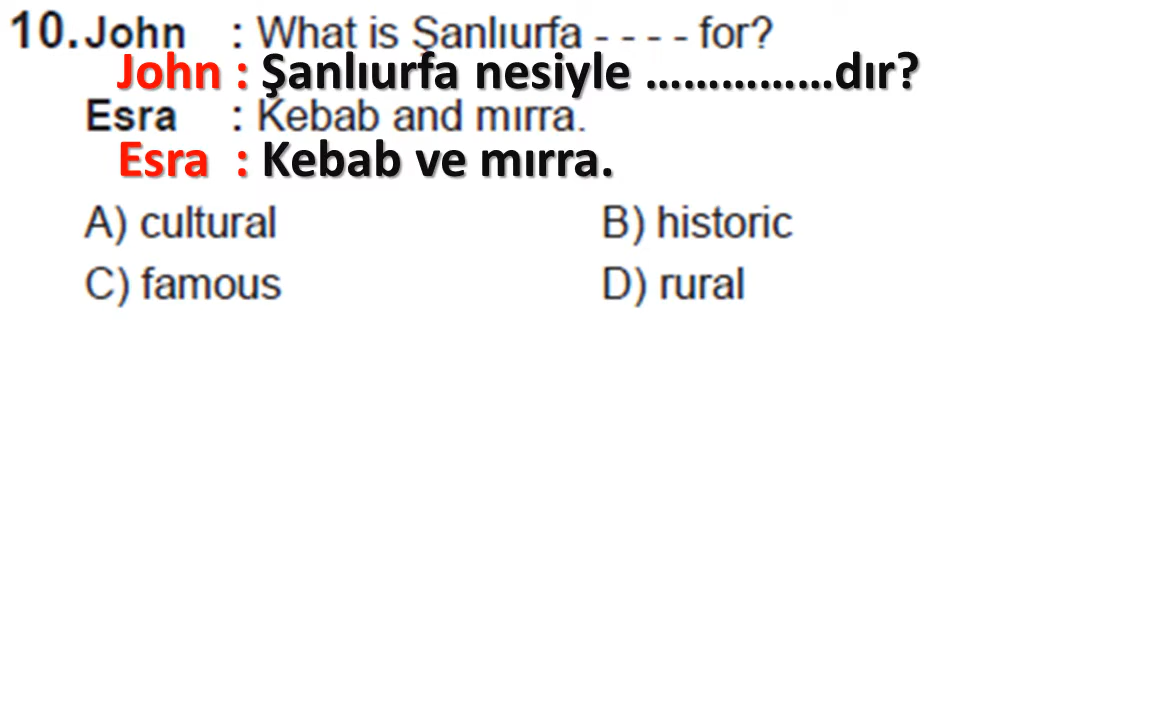 10. John : What is Şanlıurfa - - - - for?
John : Şanlıurfa nesiyle ...............dır?
Esra : Kebab and mırra.
Esra : Kebab ve mırra.
A) cultural B) historic
C) famous D) rural